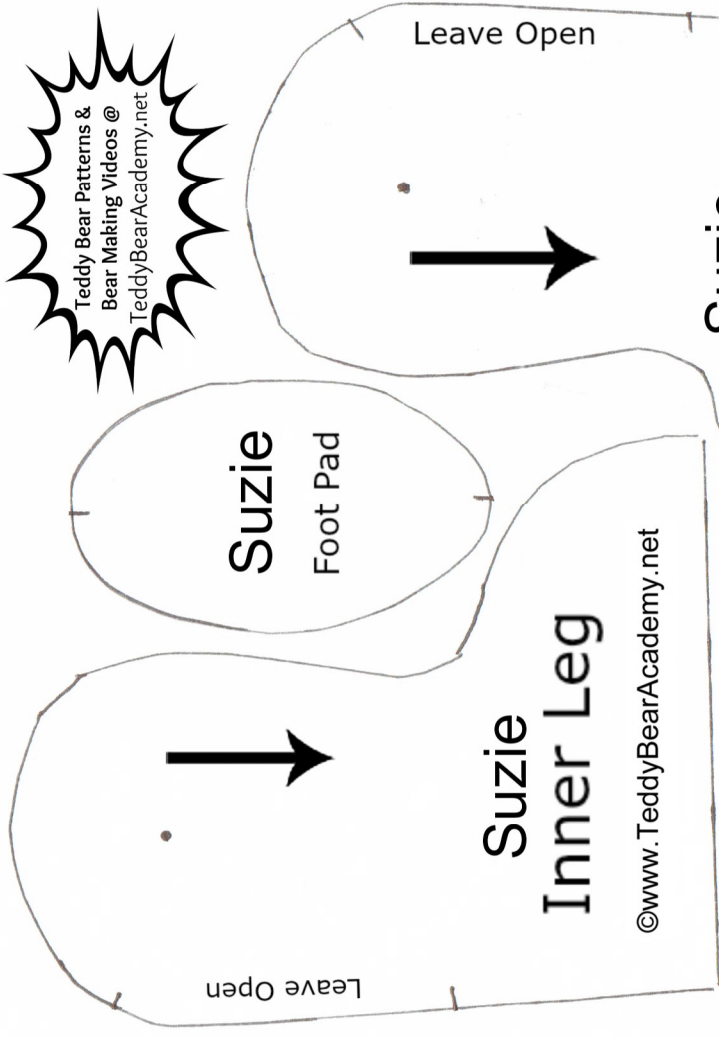 Teddy Bear Patterns &
Bear Making Videos @
TeddyBearAcademy.net
Leave Open
Suzie
Foot Pad
Leave Open
Suzie
Inner Leg
©www.TeddyBearAcademy.net